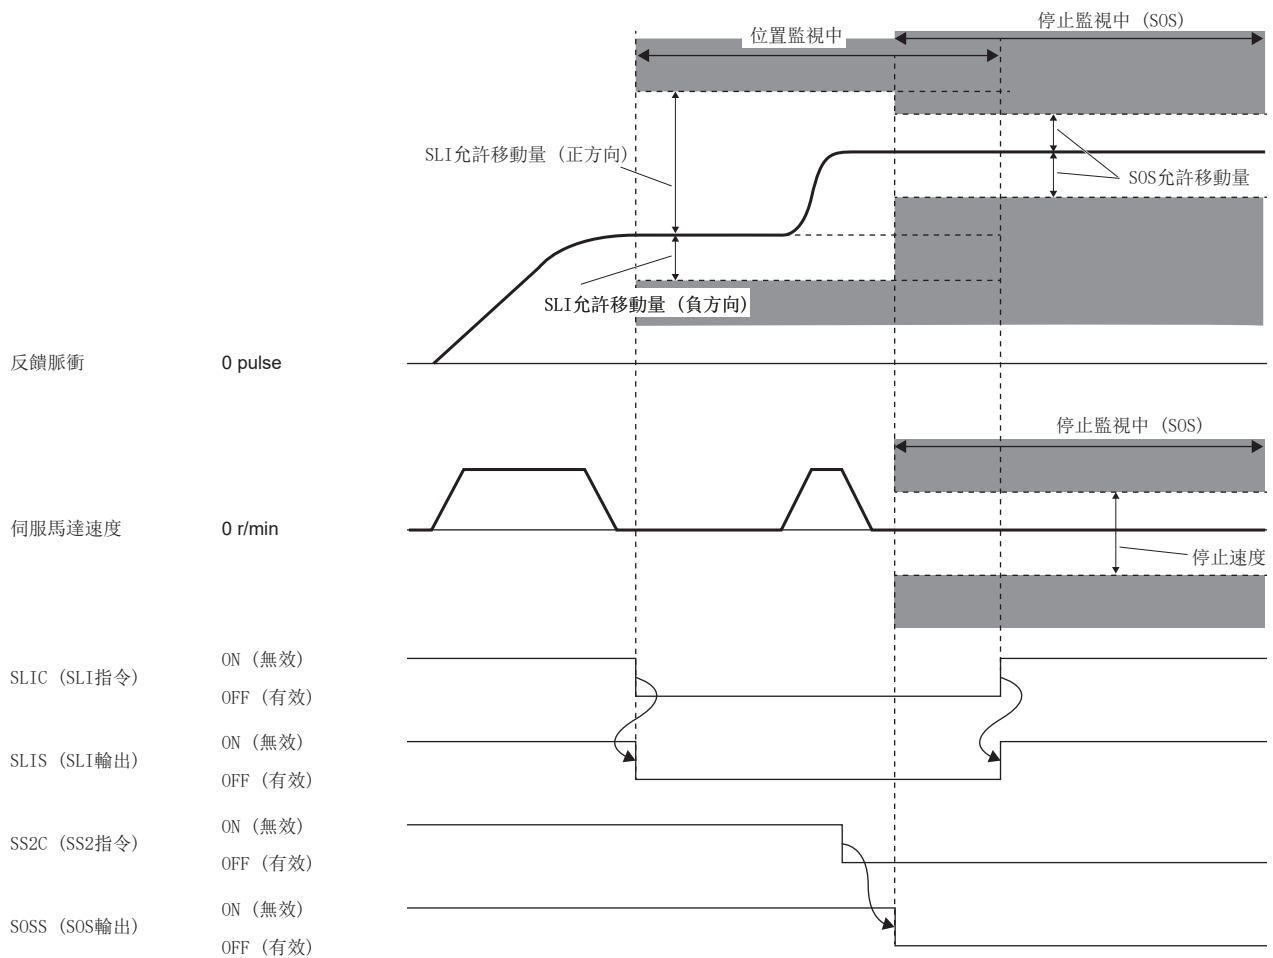 停止監視中（SOS）
位置監視中
SLI允許移動量（正方向）
SOS允許移動量
SLI允許移動量（負方向）
反饋脈衝 0 pulse
停止監視中（SOS）
伺服馬達速度 0 r/min
停止速度
ON（無效）
SLIC（SLI指令）
OFF（有效）
ON（無效）
SLIS（SLI輸出）
OFF（有效）
ON（無效）
SS2C（SS2指令）
OFF（有效）
ON（無效）
SOSS（SOS輸出）
OFF（有效）